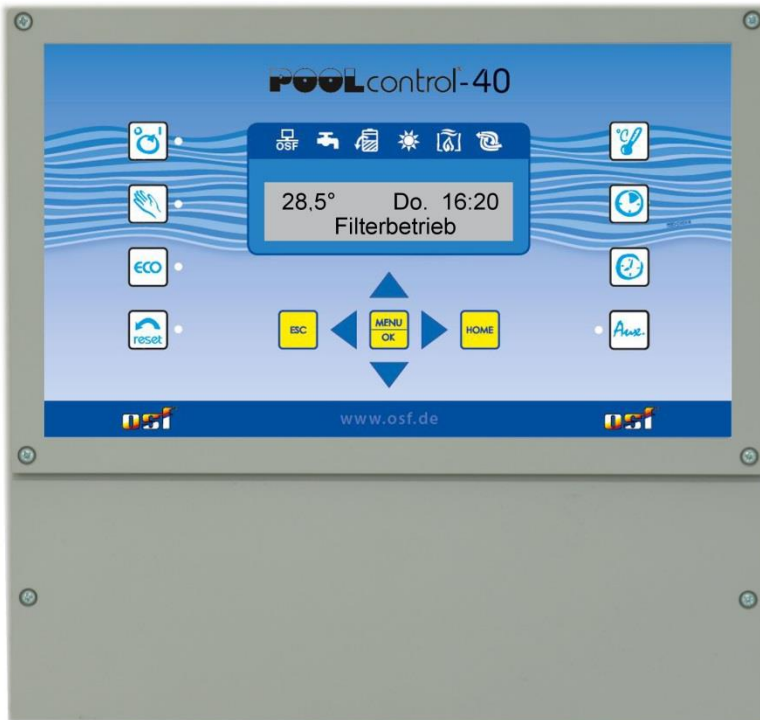 POOLcontrol-40
OSF
28,5° Do. 16:20
Filterbetrieb
°C
ECO
reset
ESC
MENU
OK
HOME
Aux.
osf
www.osf.de
osf